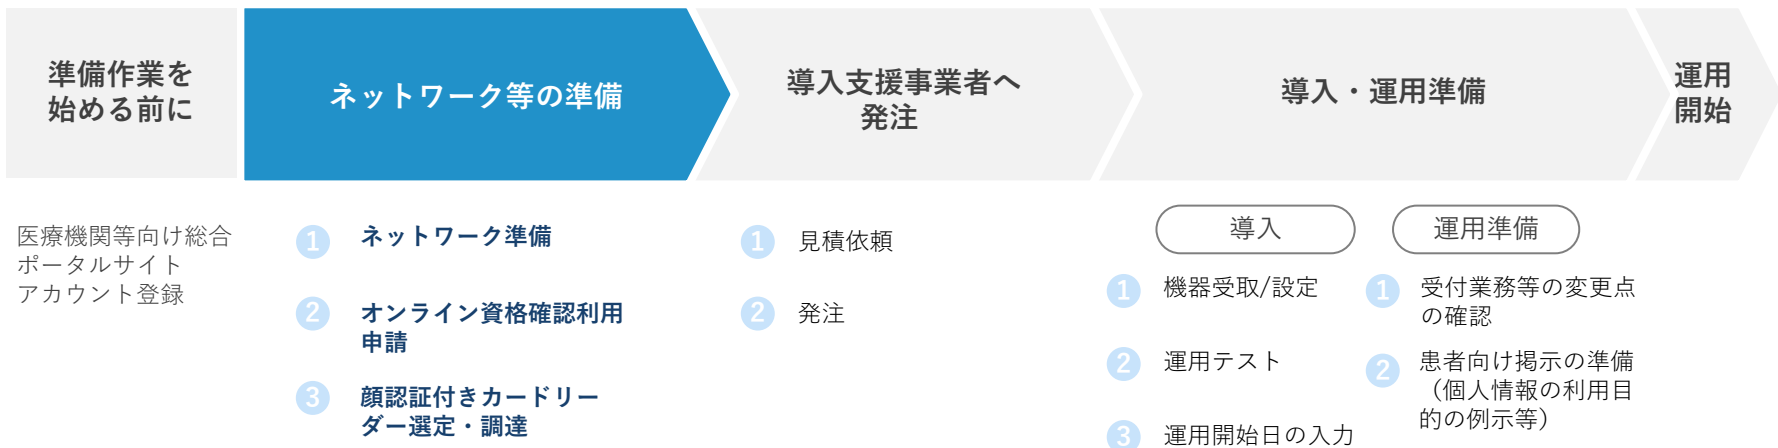 準備作業を
始める前に
ネットワーク等の準備
導入支援事業者へ
発注
導入・運用準備
運用
開始
医療機関等向け総合
ポータルサイト
アカウント登録
1 ネットワーク準備
2 オンライン資格確認利用
申請
3 顔認証付きカードリー
ダー選定・調達
1 見積依頼
2 発注
導入
1 機器受取/設定
2 運用テスト
3 運用開始日の入力
運用準備
1 受付業務等の変更点
の確認
2 患者向け掲示の準備
（個人情報の利用目
的の例示等）